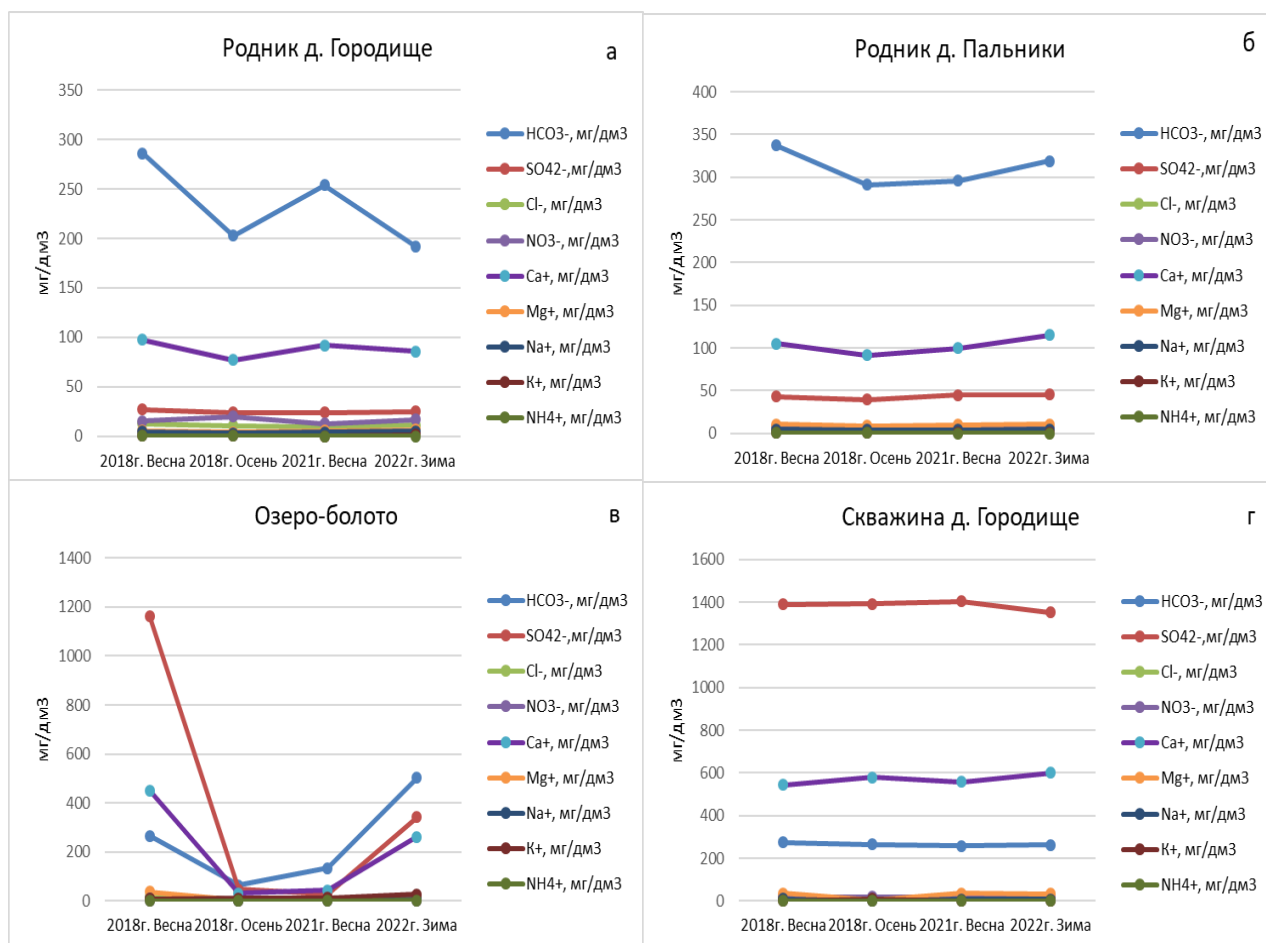 Родник д. Городище
а
350
300
250
200
150
100
50
0
мг/дм3
2018г. Весна 2018г. Осень 2021г. Весна 2022г. Зима
HCO3-, мг/дм3
SO42-,мг/дм3
Cl-, мг/дм3
NO3-, мг/дм3
Ca+, мг/дм3
Mg+, мг/дм3
Na+, мг/дм3
К+, мг/дм3
NH4+, мг/дм3
Родник д. Пальники
б
400
350
300
250
200
150
100
50
0
мг/дм3
2018г. Весна 2018г. Осень 2021г. Весна 2022г. Зима
HCO3-, мг/дм3
SO42-,мг/дм3
Cl-, мг/дм3
NO3-, мг/дм3
Ca+, мг/дм3
Mg+, мг/дм3
Na+, мг/дм3
К+, мг/дм3
NH4+, мг/дм3
Озеро-болото
в
1400
1200
1000
800
600
400
200
0
мг/дм3
2018г. Весна 2018г. Осень 2021г. Весна 2022г. Зима
HCO3-, мг/дм3
SO42-,мг/дм3
Cl-, мг/дм3
NO3-, мг/дм3
Ca+, мг/дм3
Mg+, мг/дм3
Na+, мг/дм3
К+, мг/дм3
NH4+, мг/дм3
Скважина д. Городище
г
1600
1400
1200
1000
800
600
400
200
0
мг/дм3
2018г. Весна 2018г. Осень 2021г. Весна 2022г. Зима
HCO3-, мг/дм3
SO42-,мг/дм3
Cl-, мг/дм3
NO3-, мг/дм3
Ca+, мг/дм3
Mg+, мг/дм3
Na+, мг/дм3
К+, мг/дм3
NH4+, мг/дм3